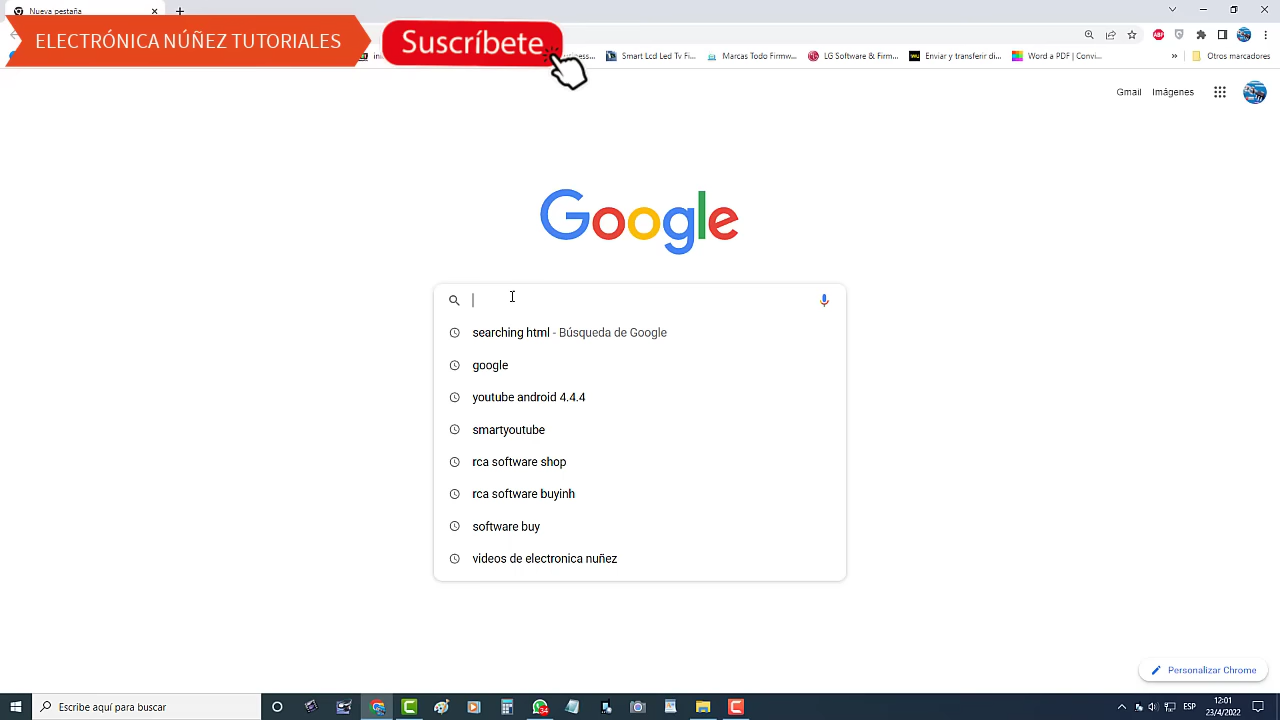 Nueva pestaña
ELECTRÓNICA NÚÑEZ TUTORIALES
Suscríbete
Smart Lcd Led Tv Fi...
Marcas Todo Firmw...
LG Software & Firm...
Enviar y transferir di...
Word a PDF | Convi...
Otros marcadores
Gmail
Imágenes
Google
searching html - Búsqueda de Google
google
youtube android 4.4.4
smartyoutube
rca software shop
rca software buyinh
software buy
videos de electronica nuñez
Personalizar Chrome
Escribe aquí para buscar
34
ESP
12:01
23/4/2022